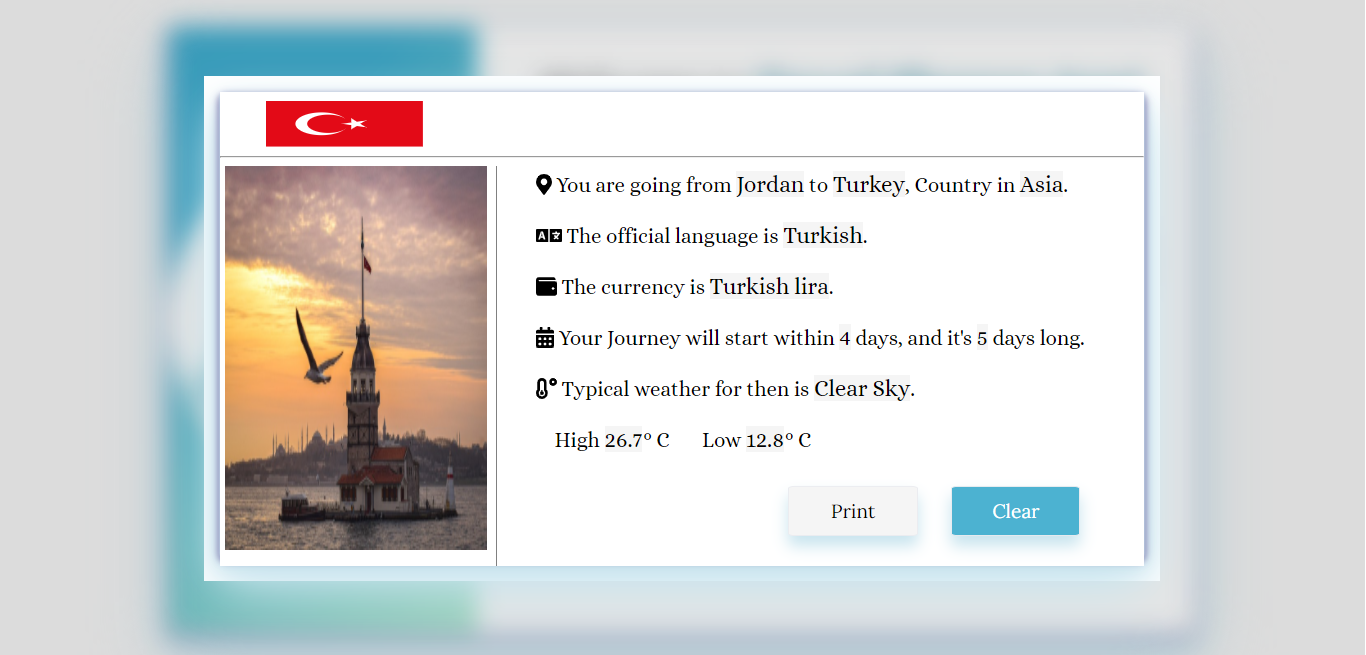 You are going from Jordan to Turkey, Country in Asia.
The official language is Turkish.
The currency is Turkish lira.
Your Journey will start within 4 days, and it's 5 days long.
Typical weather for then is Clear Sky.
High 26.7° C Low 12.8° C
Print Clear